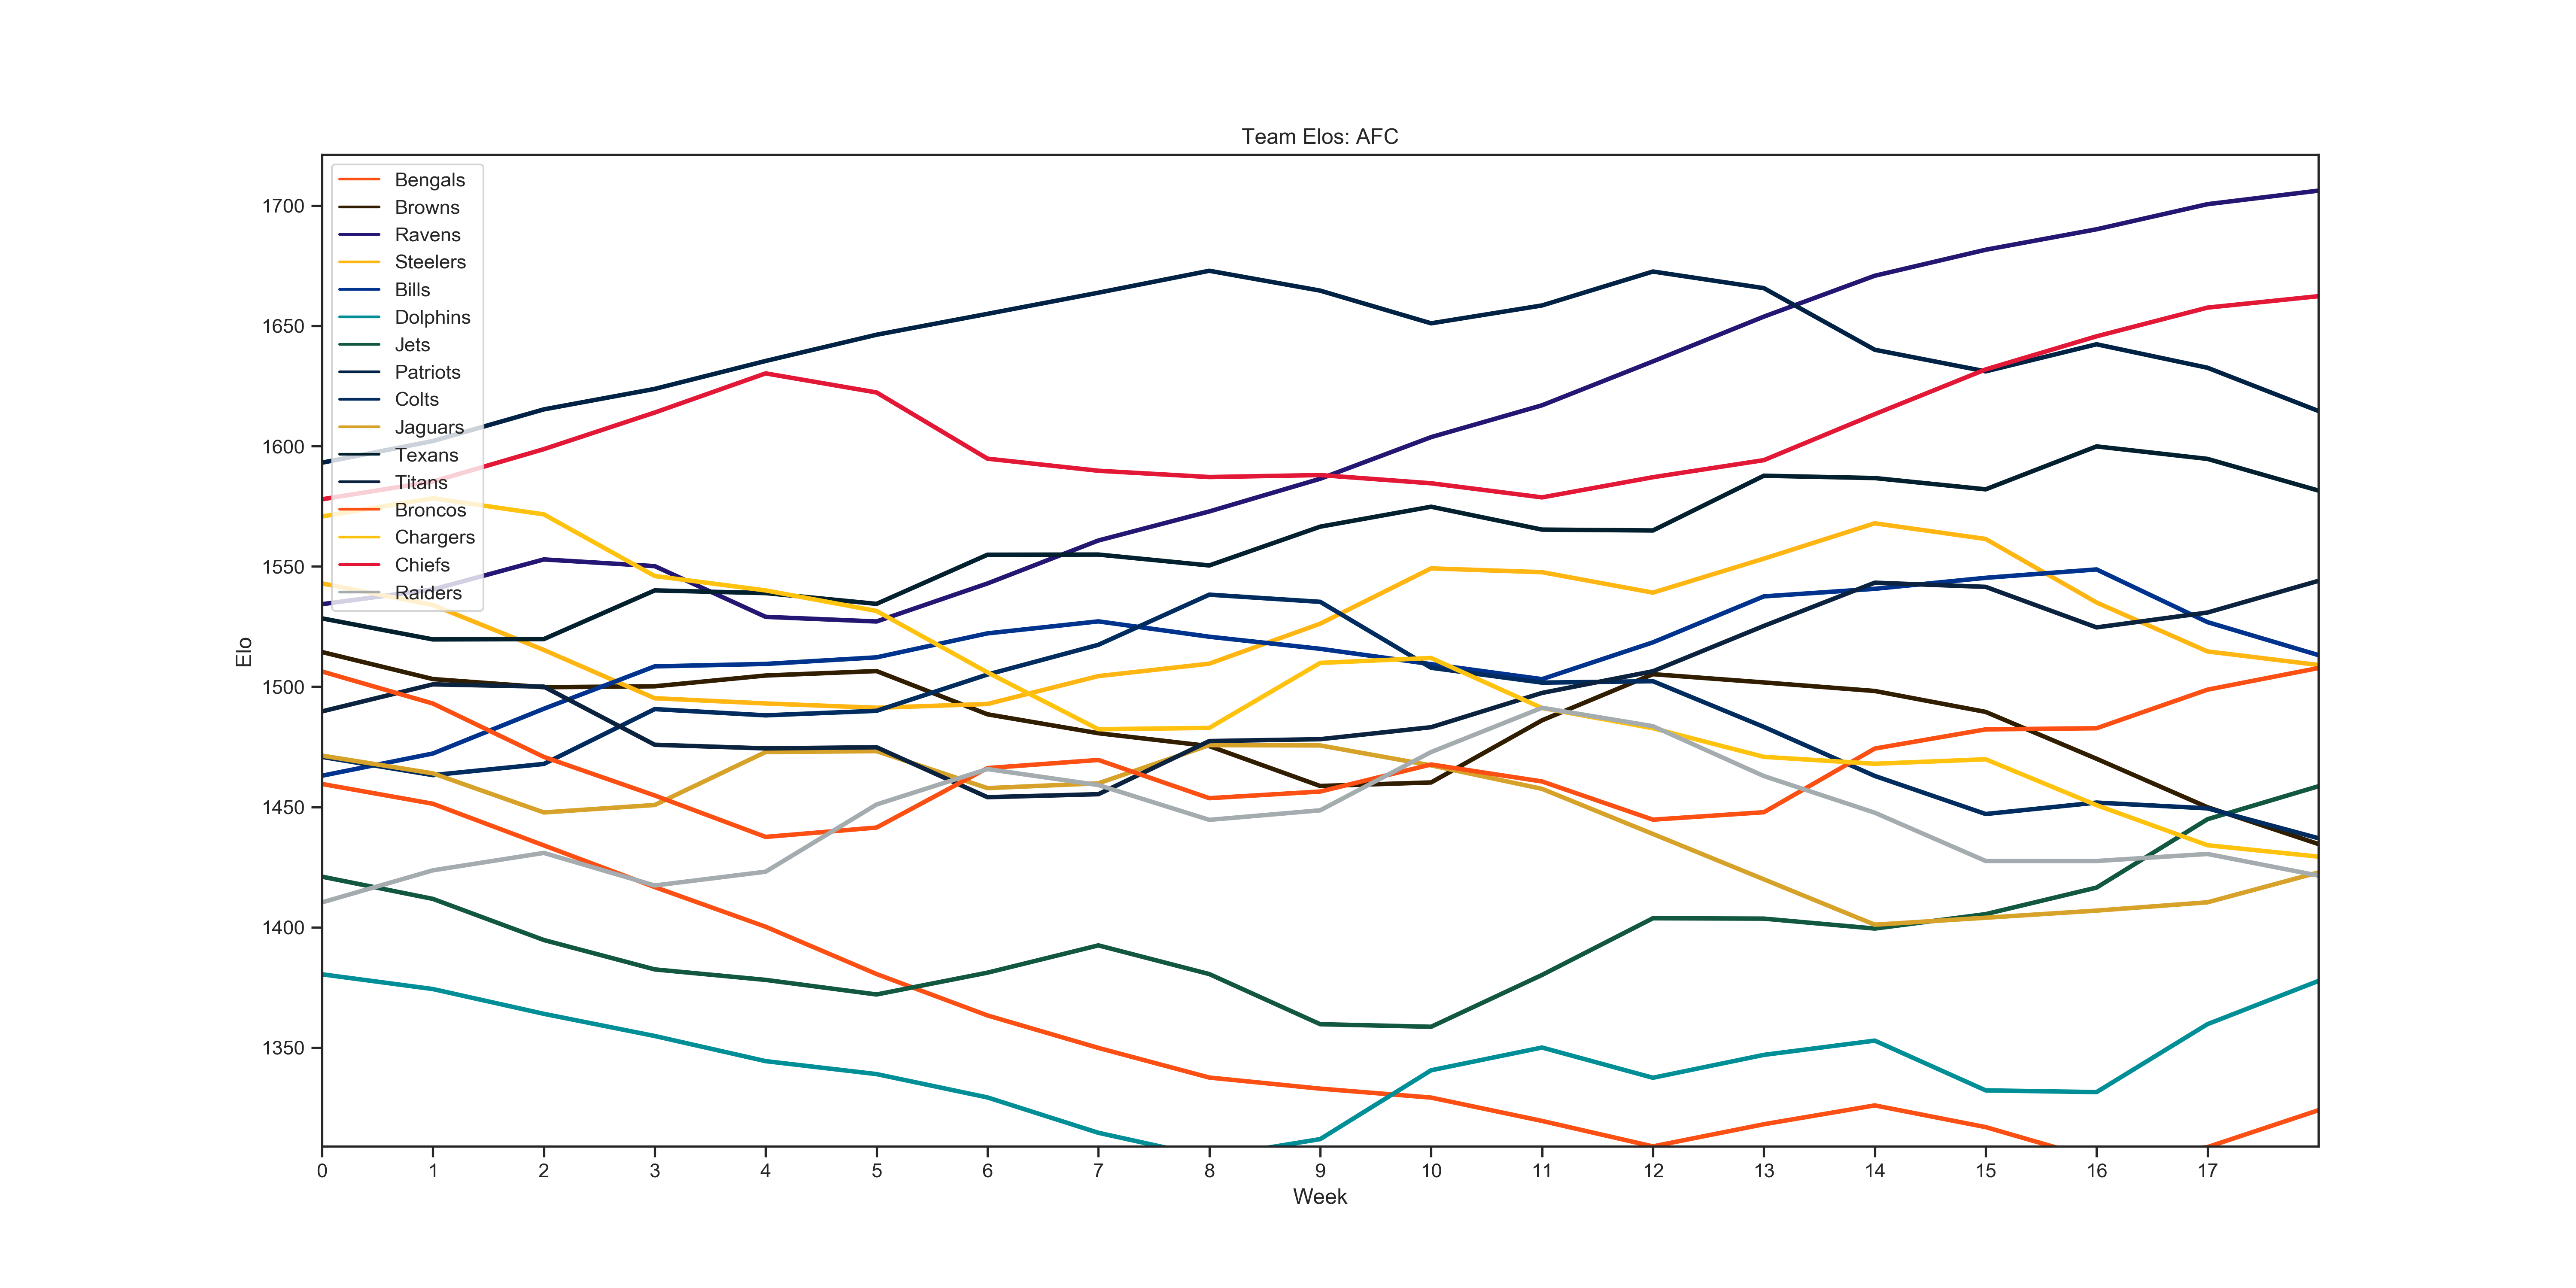 Team Elos: AFC
Bengals
Browns
Ravens
Steelers
Bills
Dolphins
Jets
Patriots
Colts
Jaguars
Texans
Titans
Broncos
Chargers
Chiefs
Raiders
1700
1650
1600
1550
1500
1450
1400
1350
Elo
0 1 2 3 4 5 6 7 8 9 10 11 12 13 14 15 16 17
Week